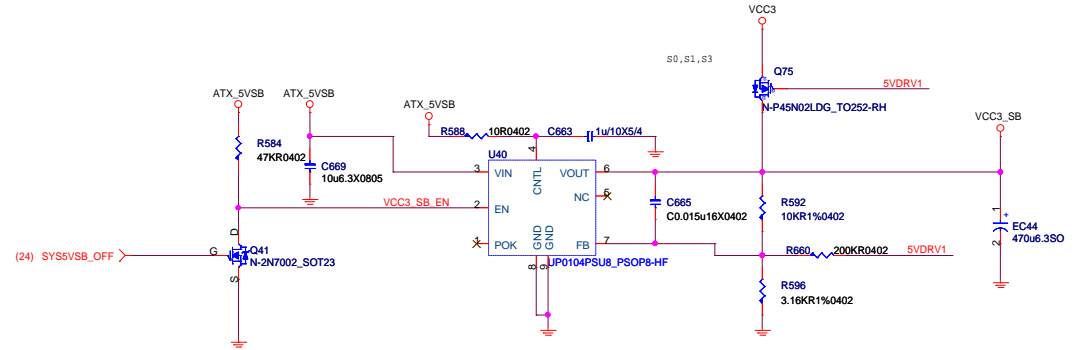 VCC3
S0,S1,S3
Q75
5VDRV1
N-P45N02LDG_TO252-RH
ATX_5VSB
ATX_5VSB
ATX_5VSB
VCC3_SB
R588
10R0402
C663
1u/10X5/4
R584
47KR0402
C669
10u6.3X0805
U40
4
3
VIN
CNTL
VOUT
6
NC
5
C665
C0.015u16X0402
R592
10KR1%0402
1
+
EC44
470u6.3SO
2
VCC3_SB_EN
2
EN
1
POK
GND
GND
FB
7
8
9
UP0104PSU8_PSOP8-HF
R660
200KR0402
5VDRV1
R596
3.16KR1%0402
(24) SYS5VSB_OFF
D
G
S
Q41
N-2N7002_SOT23